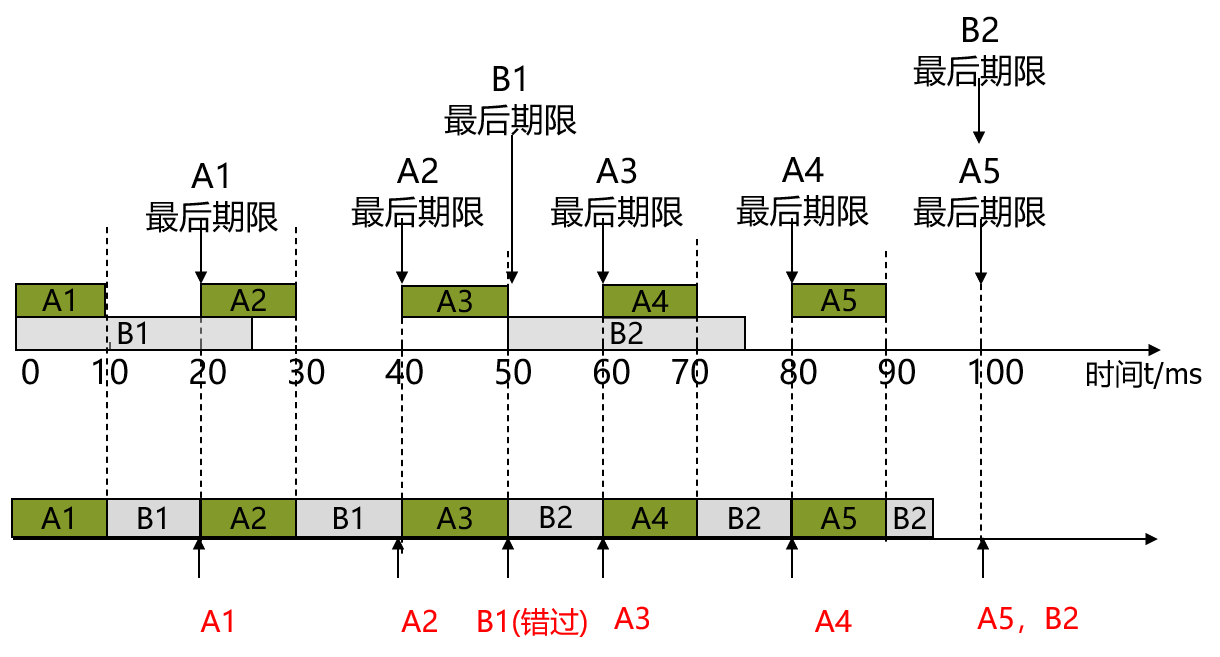 B2
最后期限
B1
最后期限
A1
最后期限
A2
最后期限
A3
最后期限
A4
最后期限
A5
最后期限
A1 A2 A3 A4 A5
B1 B2
0 10 20 30 40 50 60 70 80 90 100 时间t/ms
A1 B1 A2 B1 A3 B2 A4 B2 A5 B2
A1 A2 B1(错过) A3 A4 A5，B2